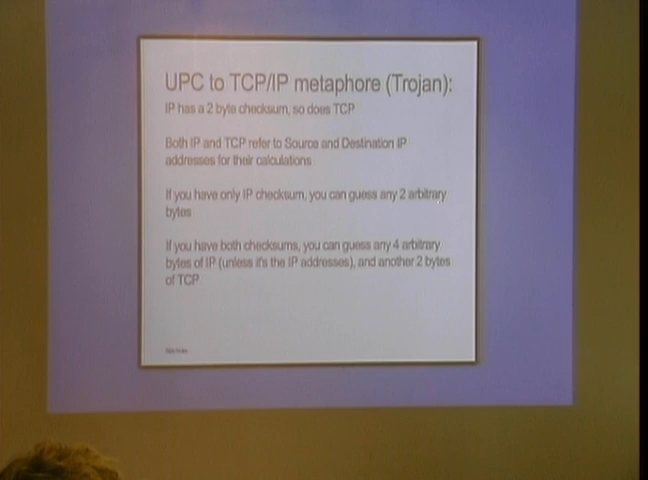 UPC to TCP/IP metaphore (Trojan):
IP has a 2 byte checksum, so does TCP
Both IP and TCP refer to Source and Destination IP
addresses for their calculations
If you have only IP checksum, you can guess any 2 arbitrary
bytes
If you have both checksums, you can guess any 4 arbitrary
bytes of IP (unless it's the IP addresses), and another 2 bytes
of TCP